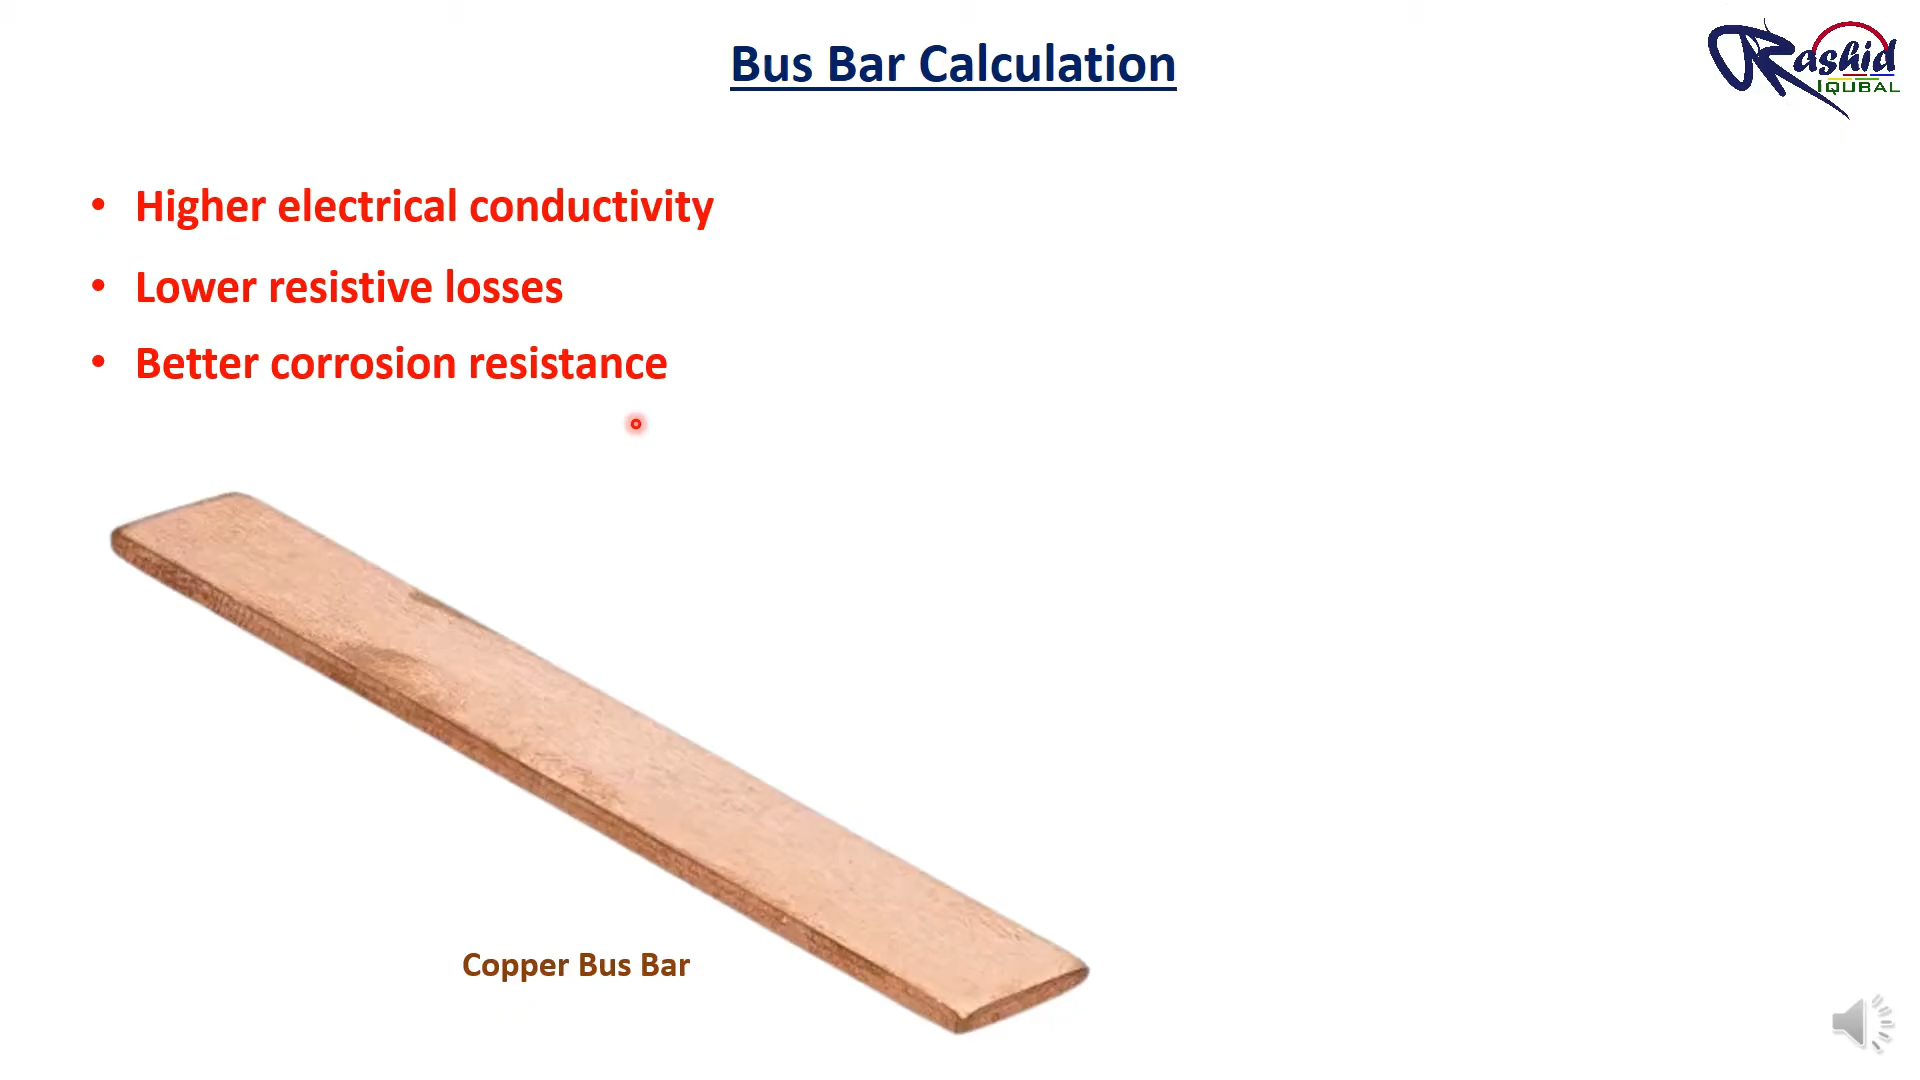 Bus Bar Calculation
Rashid
IQUBAL
• Higher electrical conductivity
• Lower resistive losses
• Better corrosion resistance
Copper Bus Bar